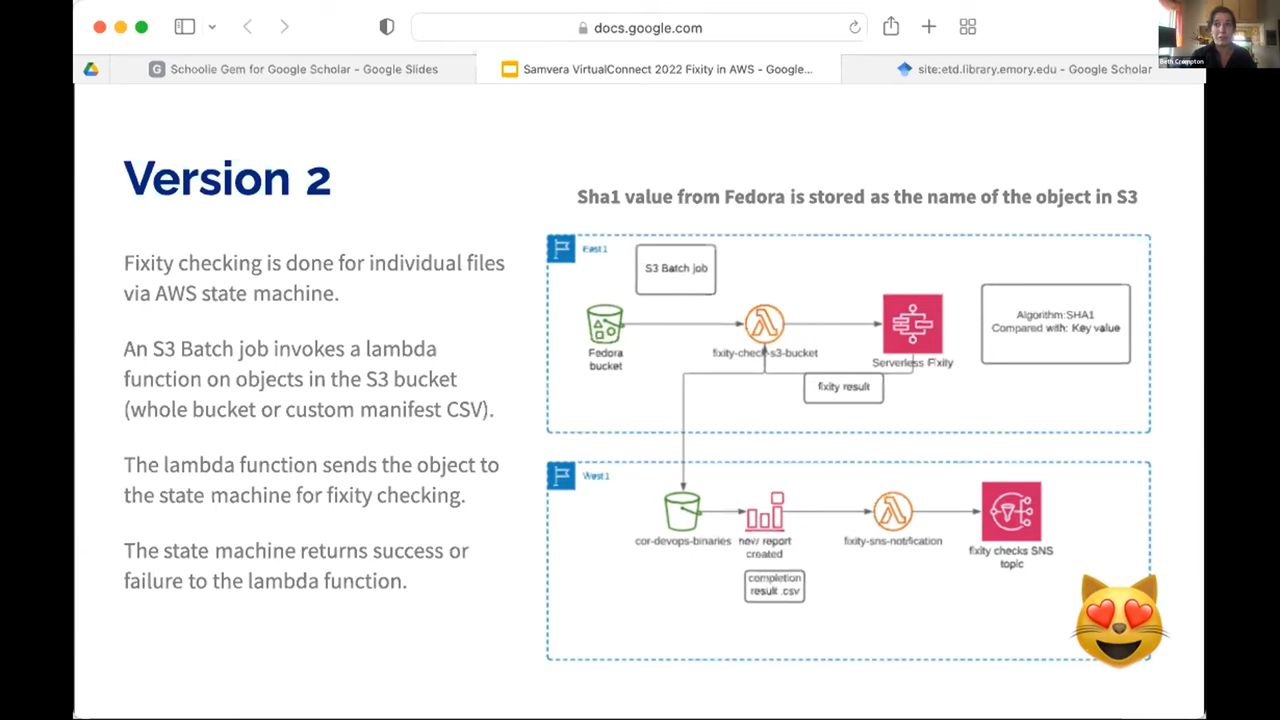 docs.google.com
Schoolie Gem for Google Scholar - Google Slides
Samvera VirtualConnect 2022 Fixity in AWS - Google...
site:etd.library.emory.edu - Google Scholar
Beth Crompton
Version 2
Fixity checking is done for individual files
via AWS state machine.
An S3 Batch job invokes a lambda
function on objects in the S3 bucket
(whole bucket or custom manifest CSV).
The lambda function sends the object to
the state machine for fixity checking.
The state machine returns success or
failure to the lambda function.
Sha1 value from Fedora is stored as the name of the object in S3
East1
S3 Batch job
Fedora
bucket
fixity-check-s3-bucket
Serverless Fixity
Algorithm:SHA1
Compared with: Key value
fixity result
West1
cor-devops-binaries
new report
created
fixity-sns-notification
fixity checks SNS
topic
completion
result .csv